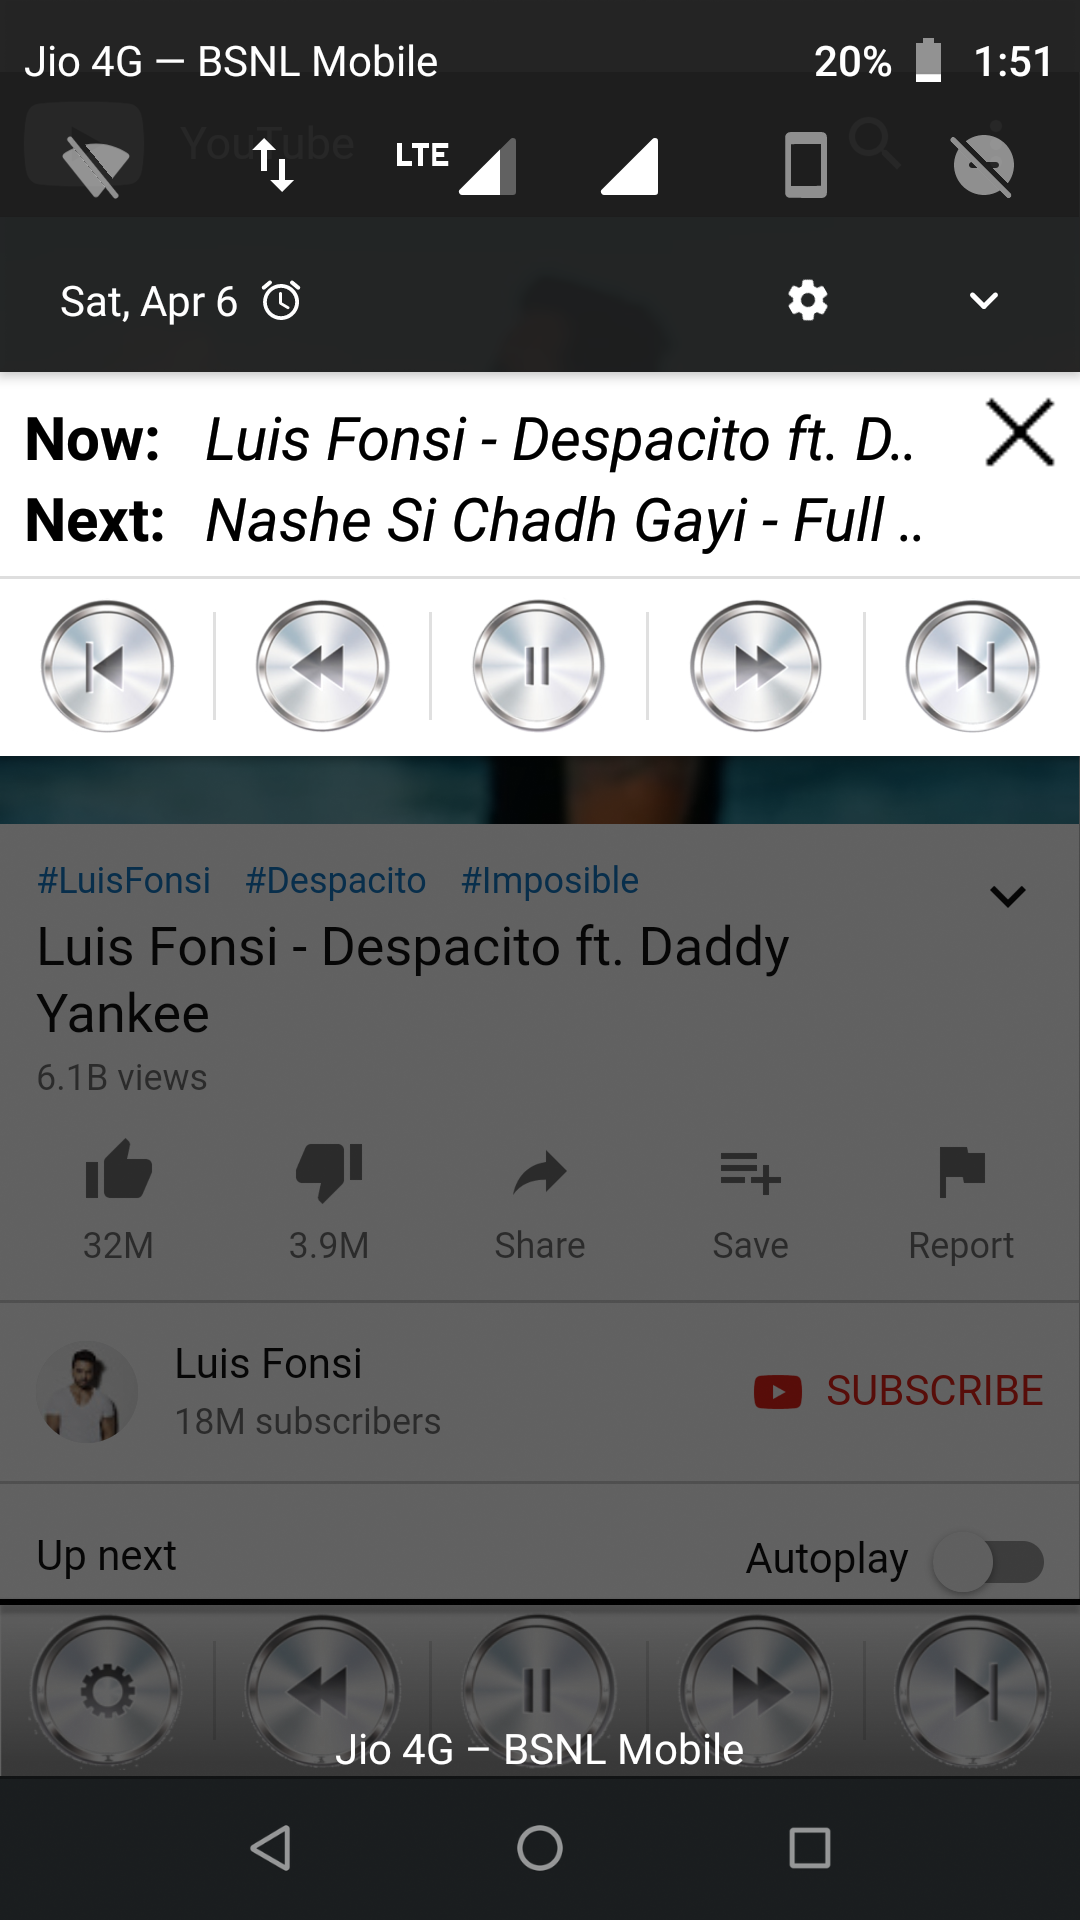 Jio 4G — BSNL Mobile 20% 1:51
YouTube
LTE
Sat, Apr 6
Now: Luis Fonsi - Despacito ft. D..
Next: Nashe Si Chadh Gayi - Full ..
#LuisFonsi #Despacito #Imposible
Luis Fonsi - Despacito ft. Daddy
Yankee
6.1B views
32M 3.9M Share Save Report
Luis Fonsi
SUBSCRIBE
18M subscribers
Up next Autoplay
Jio 4G – BSNL Mobile